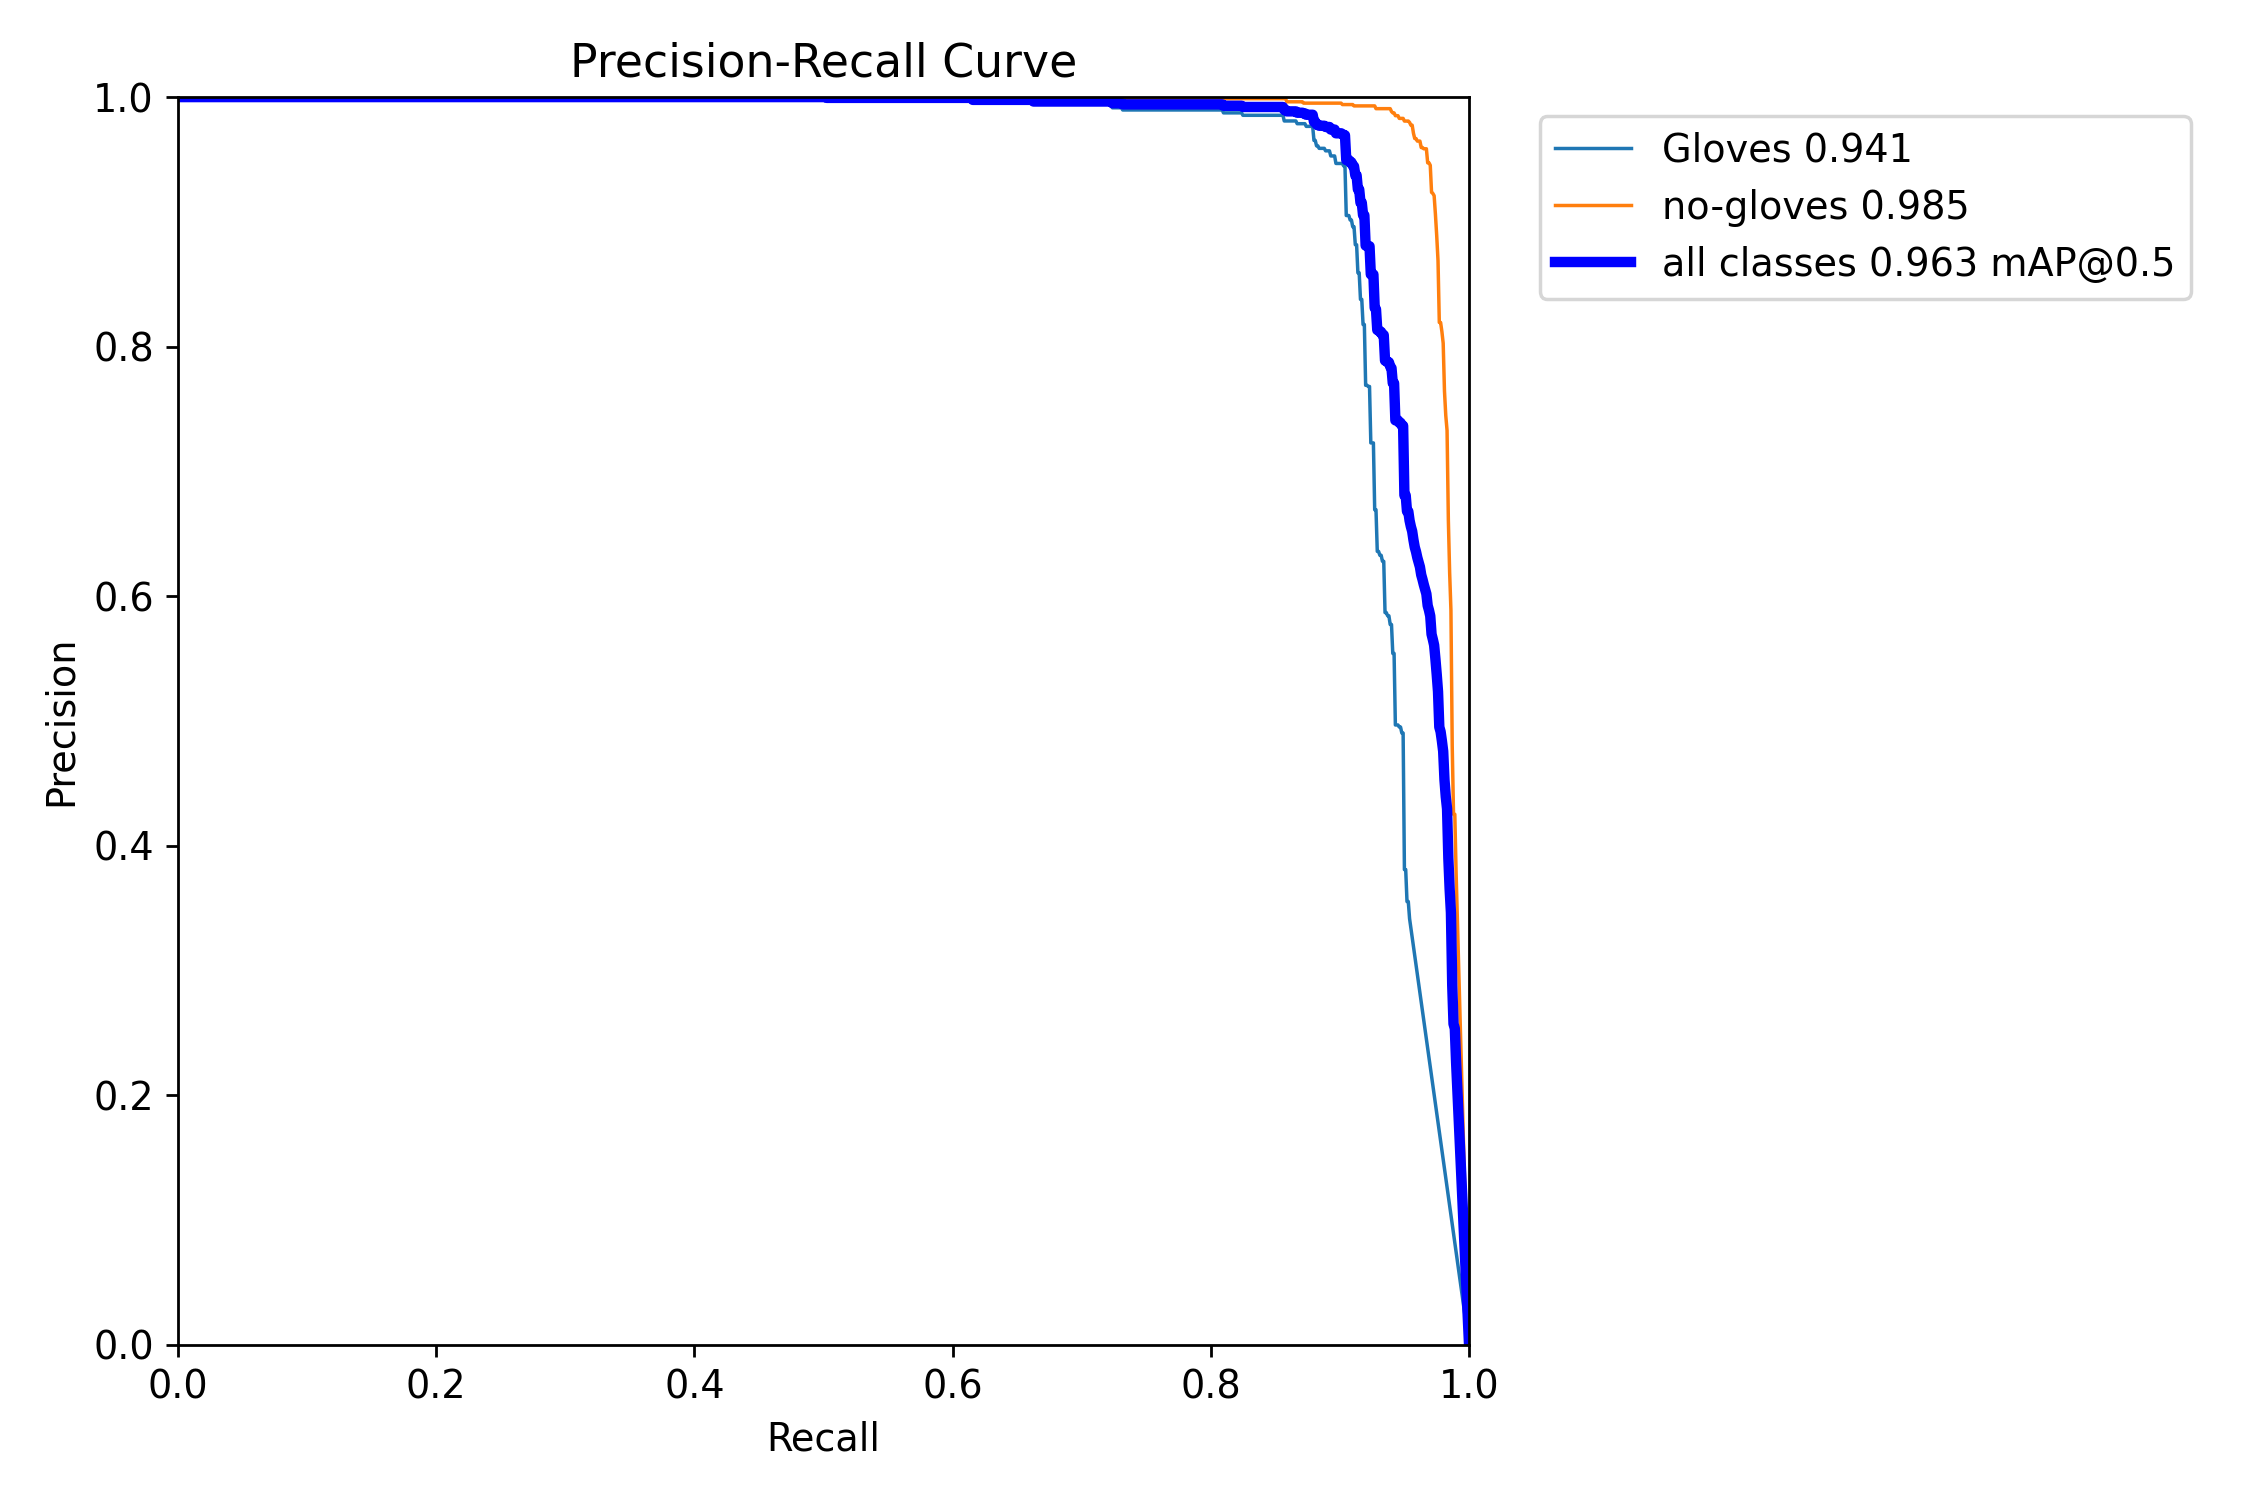 Precision-Recall Curve
1.0
0.8
0.6
0.4
0.2
0.0
Precision
0.0 0.2 0.4 0.6 0.8 1.0
Recall
Gloves 0.941
no-gloves 0.985
all classes 0.963 mAP@0.5